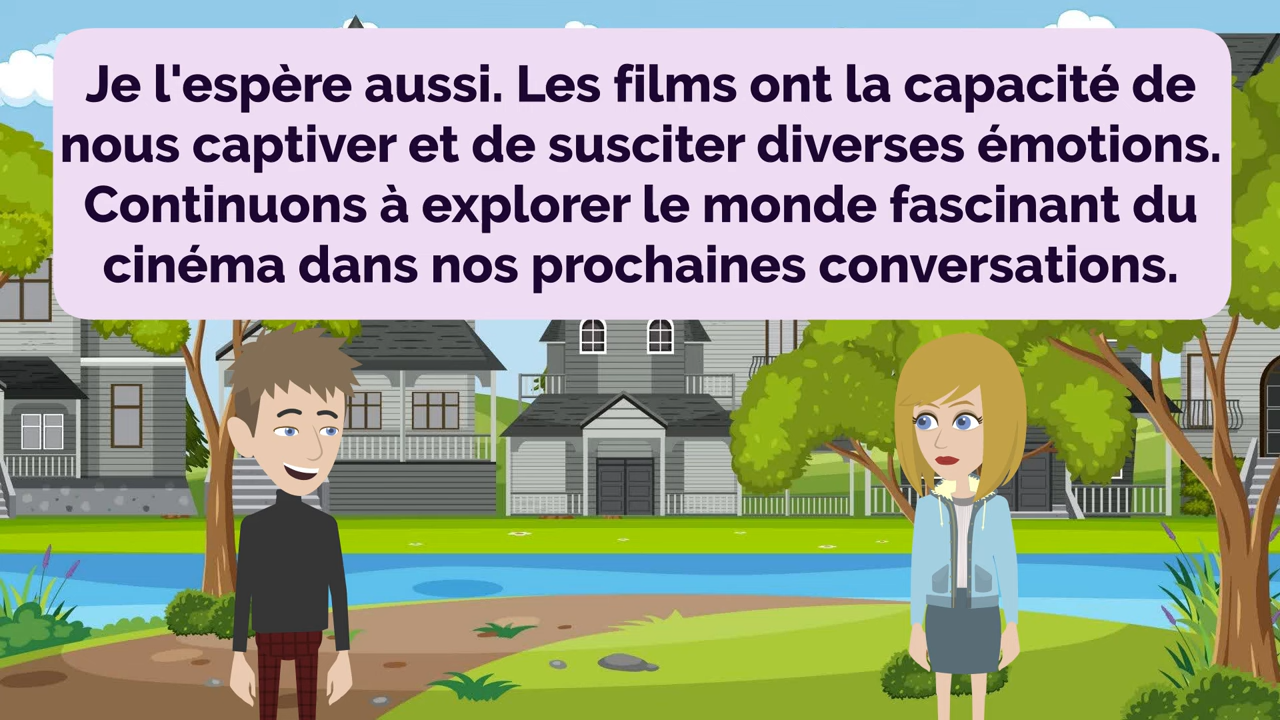 Je l'espère aussi. Les films ont la capacité de
nous captiver et de susciter diverses émotions.
Continuons à explorer le monde fascinant du
cinéma dans nos prochaines conversations.